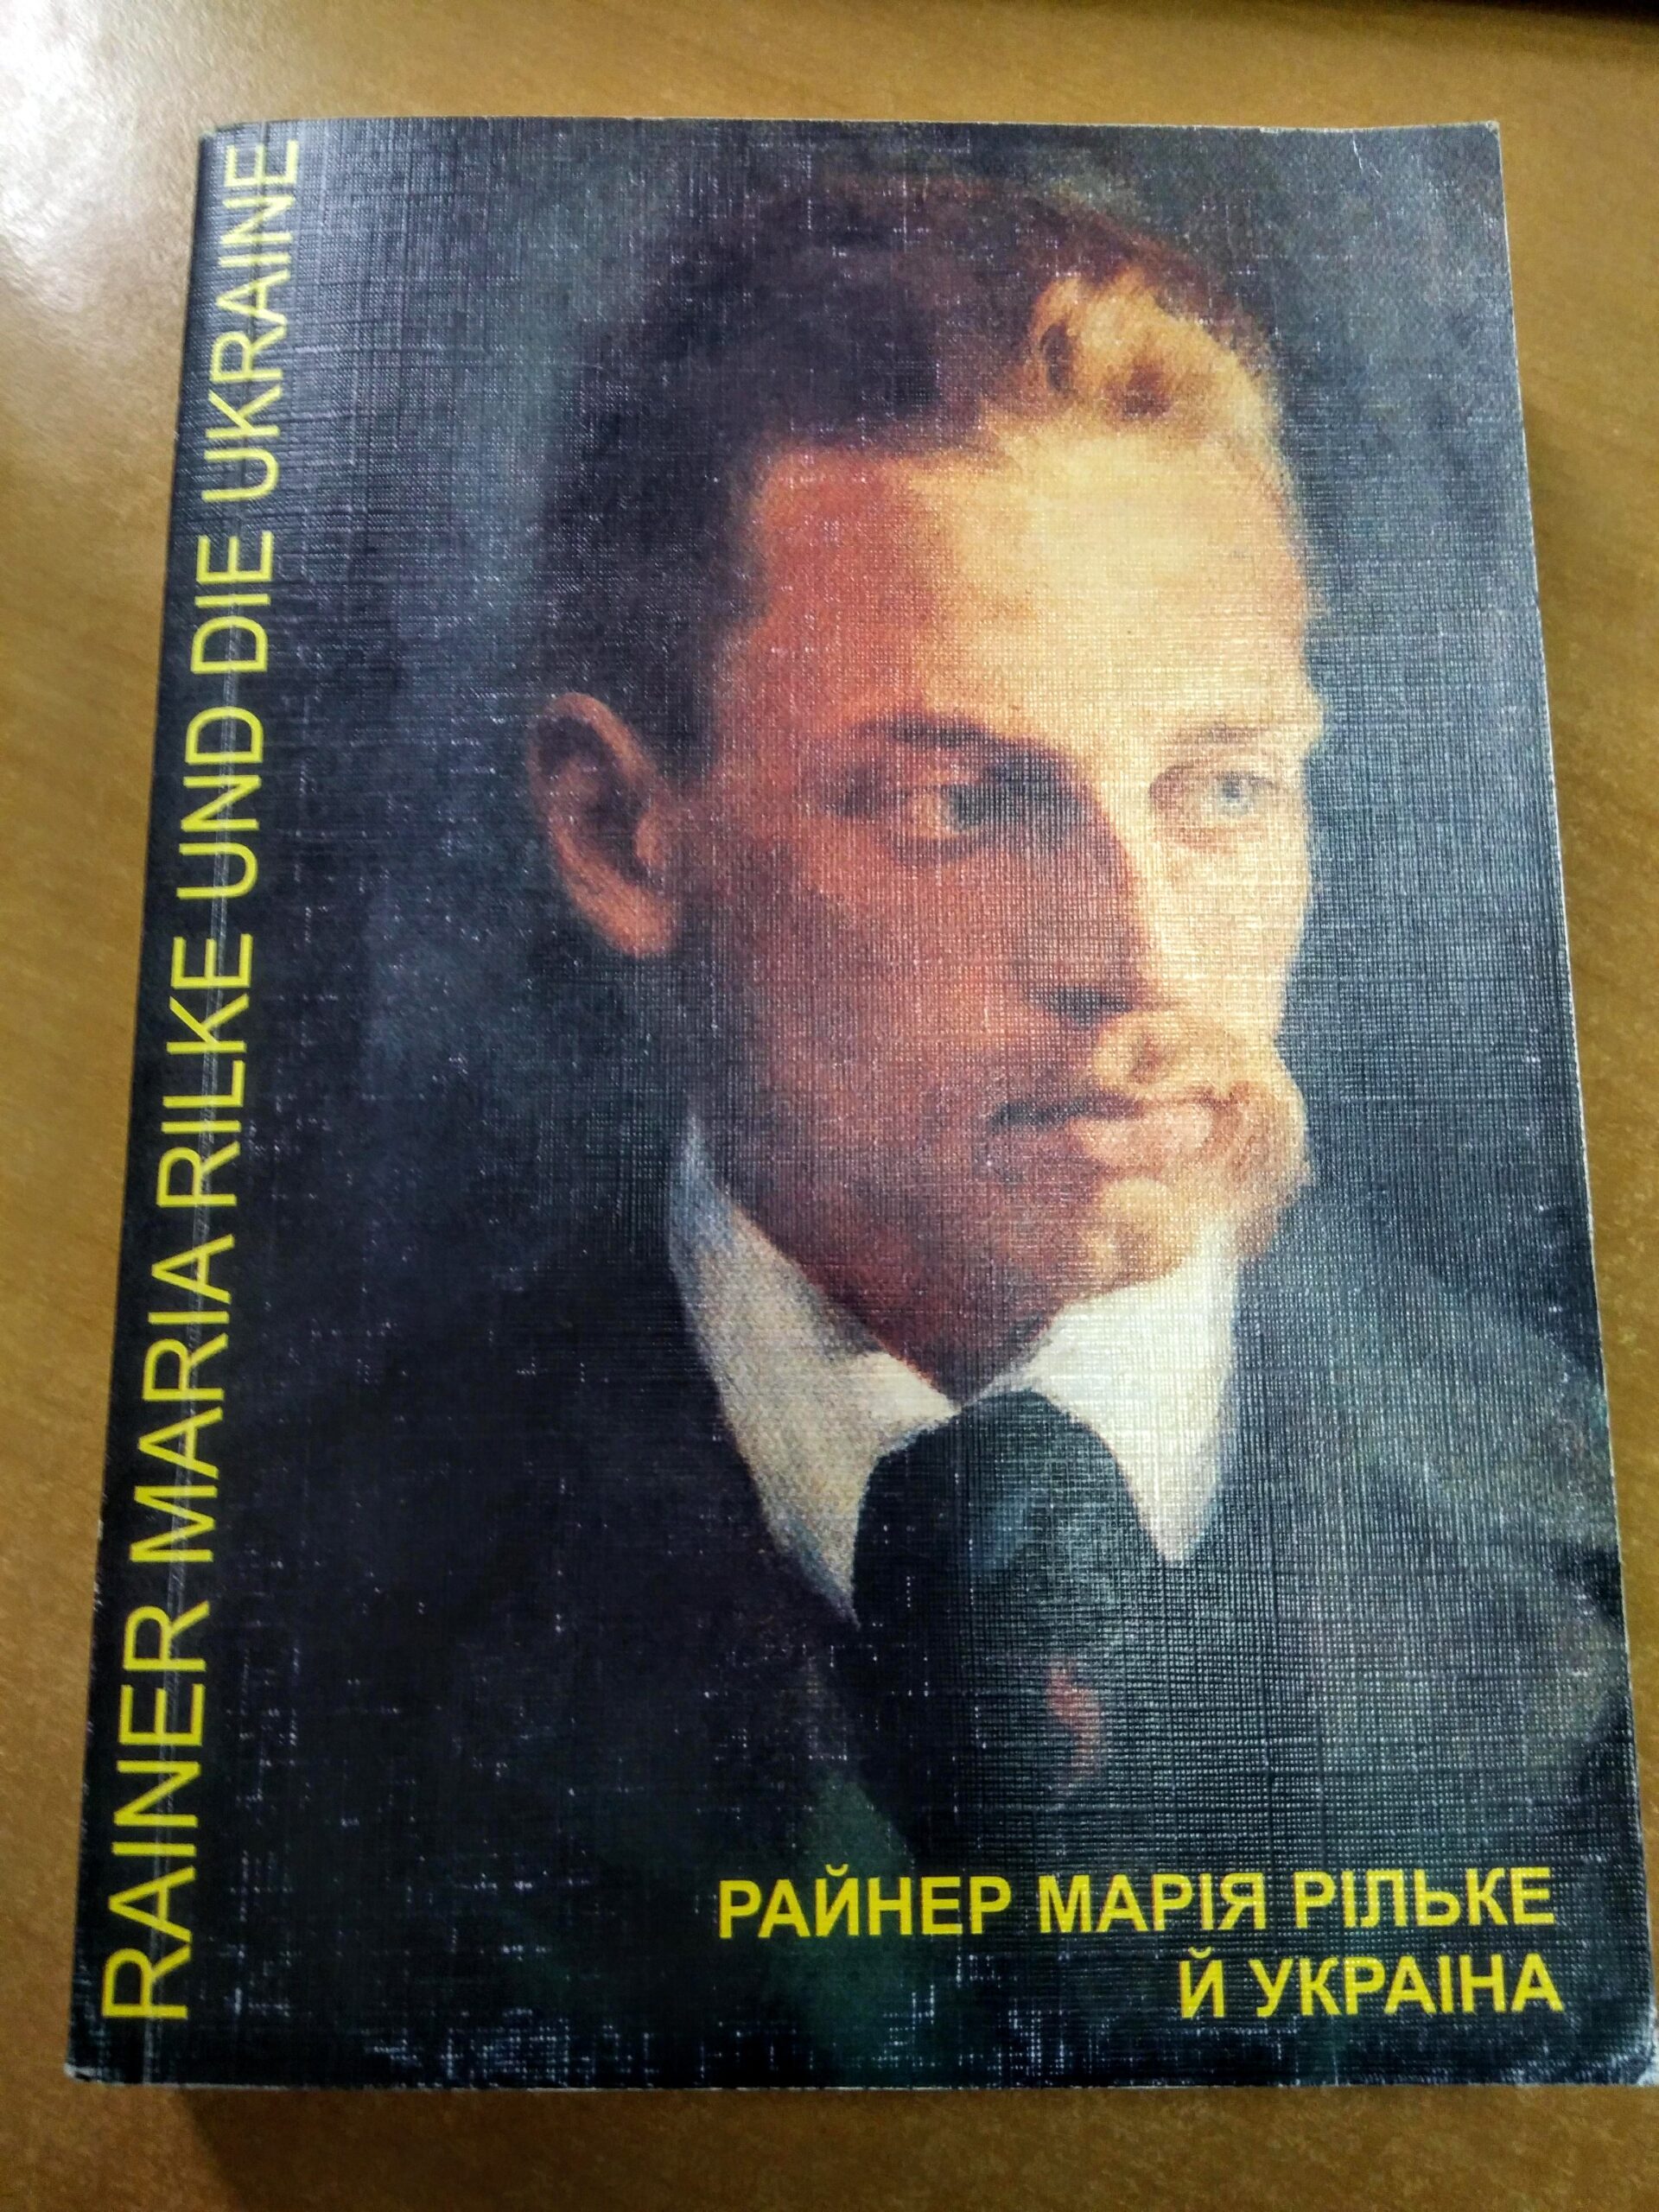 RAINER MARIA RILKE UND DIE UKRAINE
РАЙНЕР МАРІЯ РІЛЬКЕ
Й УКРАІНА